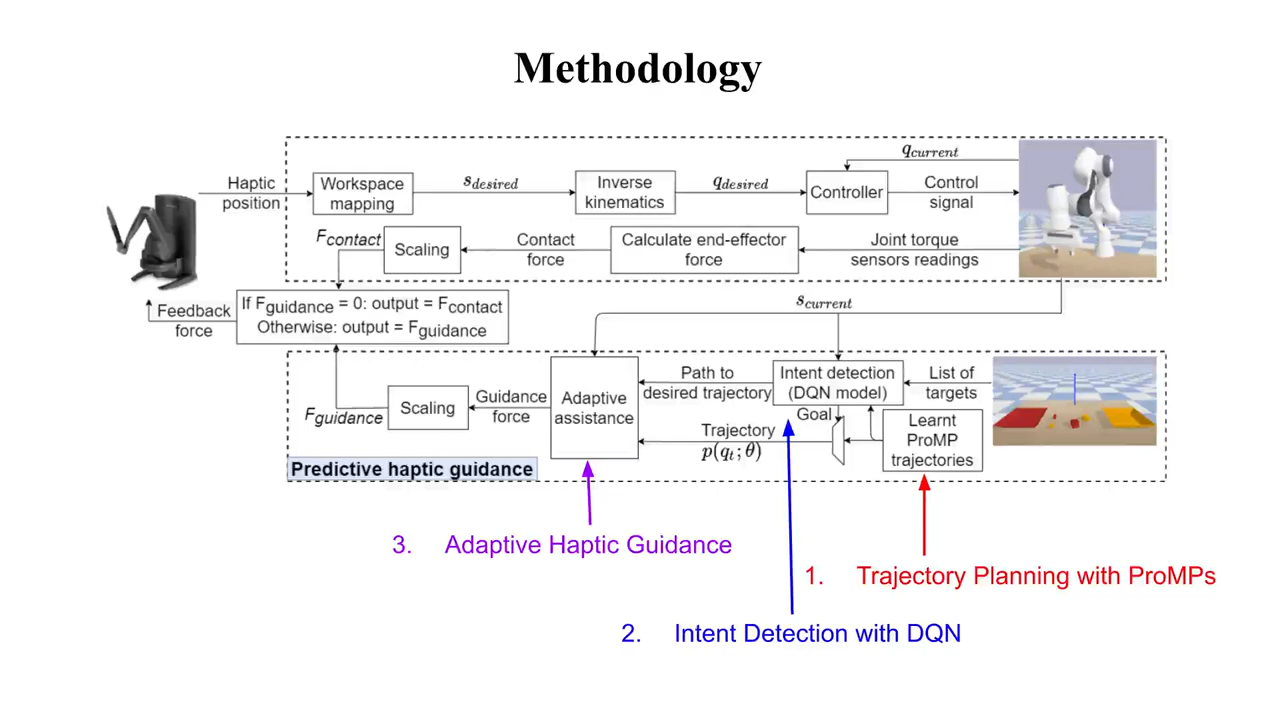 Methodology
Haptic
position
Workspace
mapping
s_desired
Inverse
kinematics
q_desired
q_current
Controller
Control
signal
F_contact
Scaling
Contact
force
Calculate end-effector
force
Joint torque
sensors readings
Feedback
force
If F_guidance = 0: output = F_contact
Otherwise: output = F_guidance
s_current
F_guidance
Scaling
Guidance
force
Adaptive
assistance
Path to
desired trajectory
Intent detection
(DQN model)
List of
targets
Goal
Trajectory
p(q_t; θ)
Learnt
ProMP
trajectories
Predictive haptic guidance
3. Adaptive Haptic Guidance
1. Trajectory Planning with ProMPs
2. Intent Detection with DQN